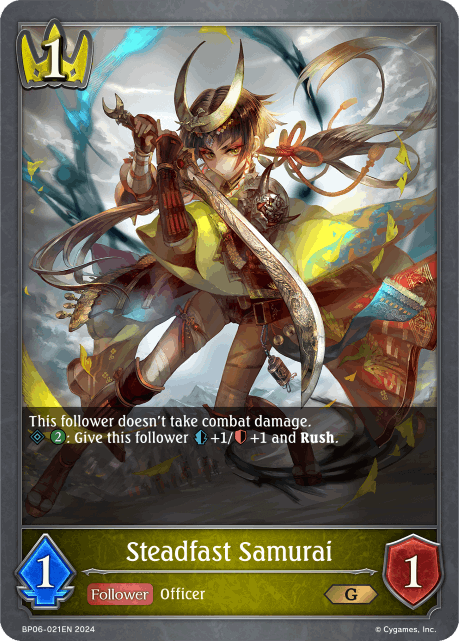 1
This follower doesn't take combat damage.
2: Give this follower +1/ +1 and Rush.
Steadfast Samurai
1 Follower Officer G 1
BP06-021EN 2024 © Cygames, Inc.